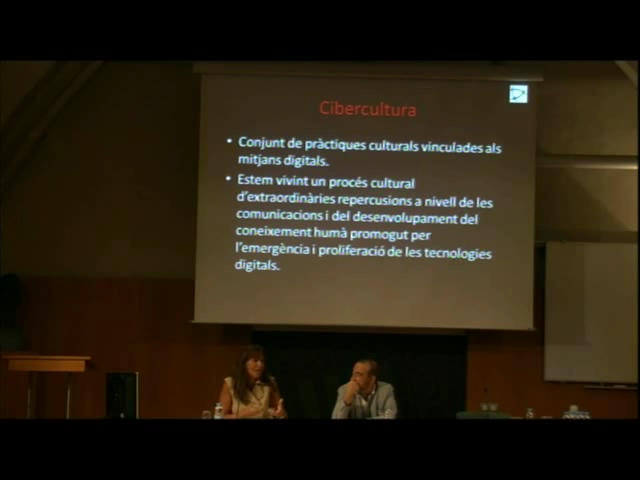 Cibercultura
• Conjunt de pràctiques culturals vinculades als
mitjans digitals.
• Estem vivint un procés cultural
d'extraordinàries repercusions a nivell de les
comunicacions i del desenvolupament del
coneixement humà promogut per
l'emergència i proliferació de les tecnologies
digitals.